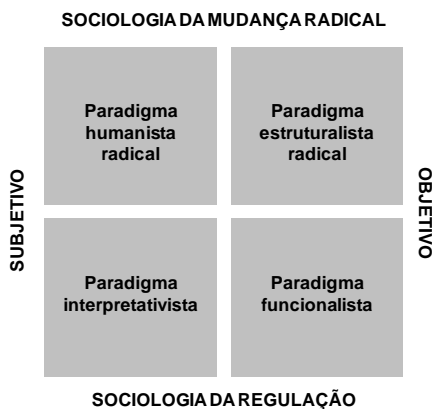 SOCIOLOGIA DA MUDANÇA RADICAL
Paradigma
humanista
radical
Paradigma
estruturalista
radical
SUBJETIVO
OBJETIVO
Paradigma
interpretativista
Paradigma
funcionalista
SOCIOLOGIA DA REGULAÇÃO